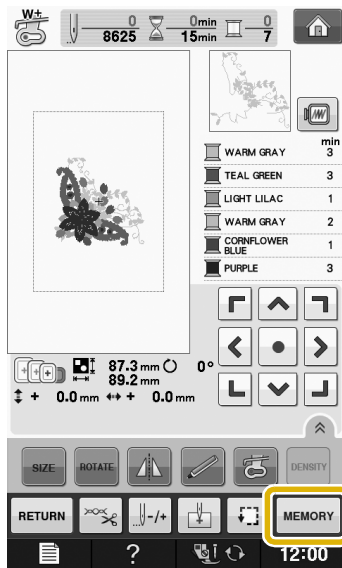 W+
0 0min 0
8625 15min 7
min
WARM GRAY 3
TEAL GREEN 3
LIGHT LILAC 1
WARM GRAY 2
CORNFLOWER
BLUE 1
PURPLE 3
87.3 mm 0°
89.2 mm
+ 0.0 mm + 0.0 mm
SIZE ROTATE DENSITY
RETURN -/+ MEMORY
? 12:00